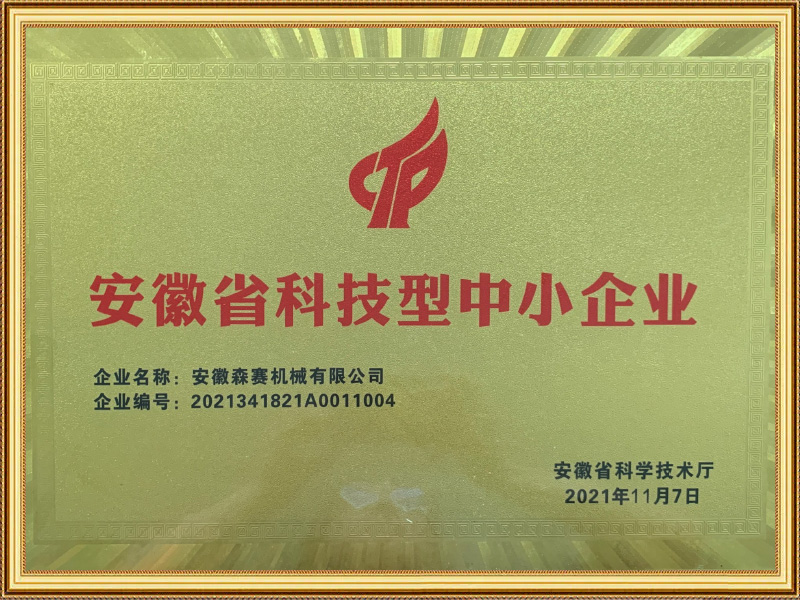 安徽省科技型中小企业
企业名称：安徽森赛机械有限公司
企业编号：2021341821A0011004
安徽省科学技术厅
2021年11月7日